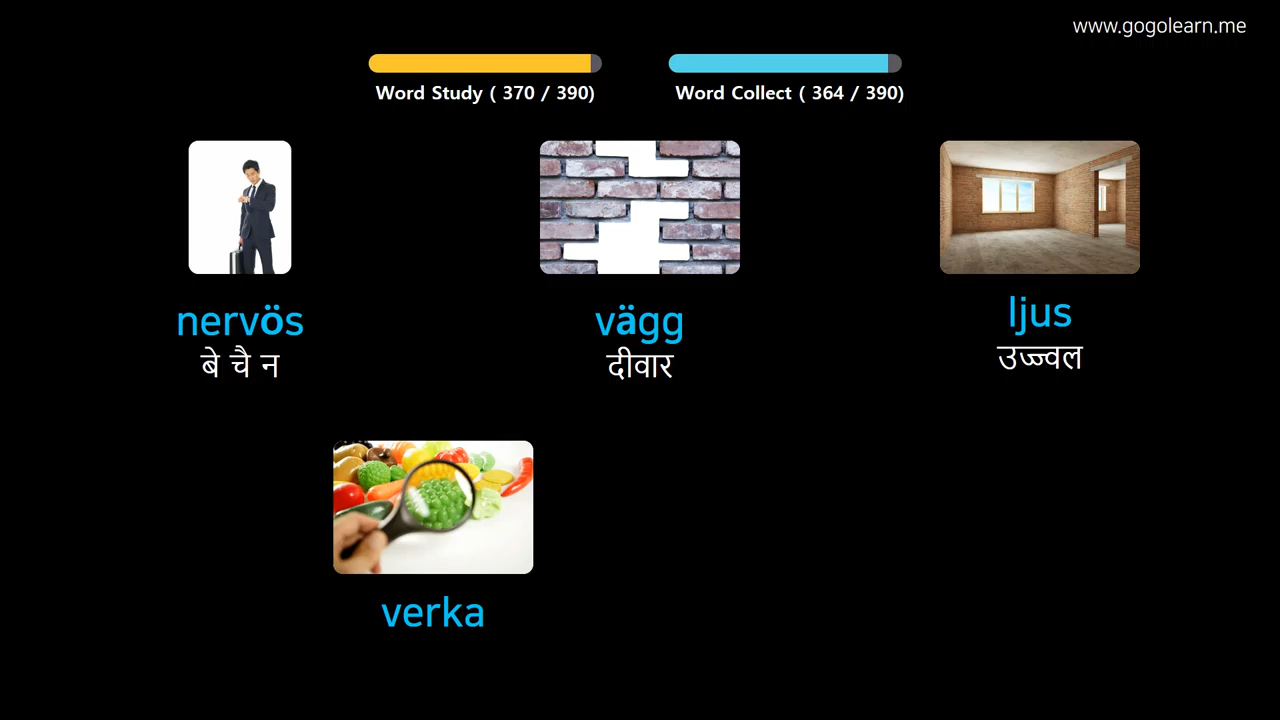 www.gogolearn.me
Word Study ( 370 / 390)
Word Collect ( 364 / 390)
nervös
बे चै न
vägg
दीवार
ljus
उज्ज्वल
verka